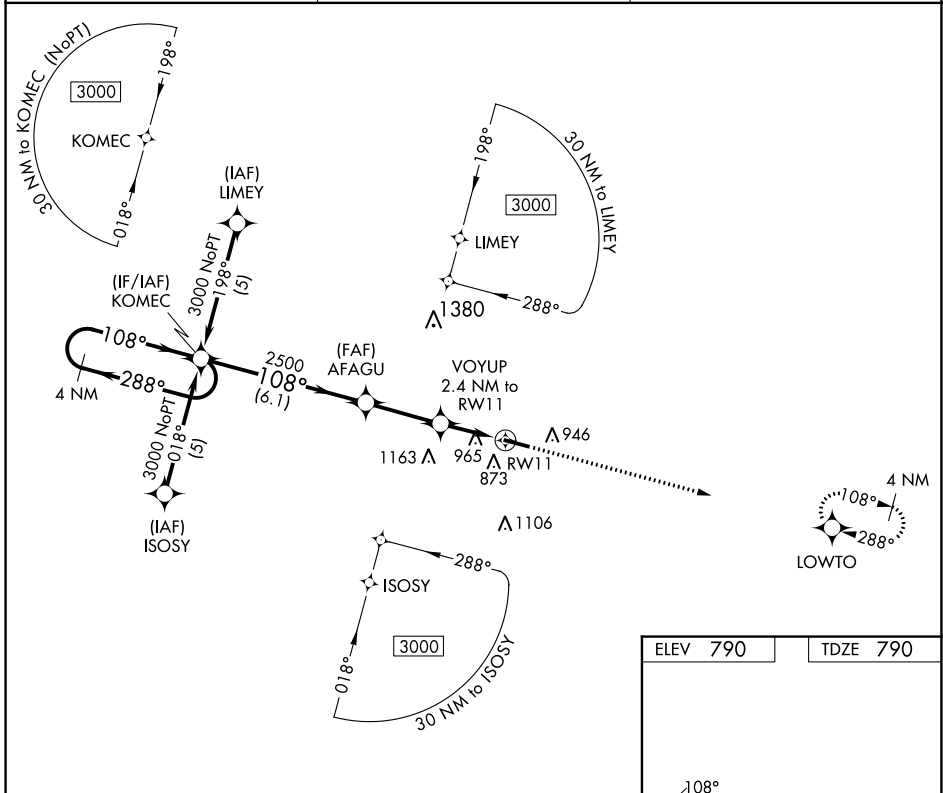 30 NM to KOMEC (NoPT)
198°
3000
KOMEC
018°
(IAF)
LIMEY
3000 NoPT
198°
(5)
198°
30 NM to LIMEY
3000
LIMEY
288°
1380
(IF/IAF)
KOMEC
108°
288°
4 NM
2500
108°
(6.1)
(FAF)
AFAGU
VOYUP
2.4 NM to
RW11
3000 NoPT
018°
(5)
(IAF)
ISOSY
1163
965
873
RW11
946
1106
4 NM
108°
288°
LOWTO
288°
ISOSY
3000
018°
30 NM to ISOSY
ELEV 790
TDZE 790
108°